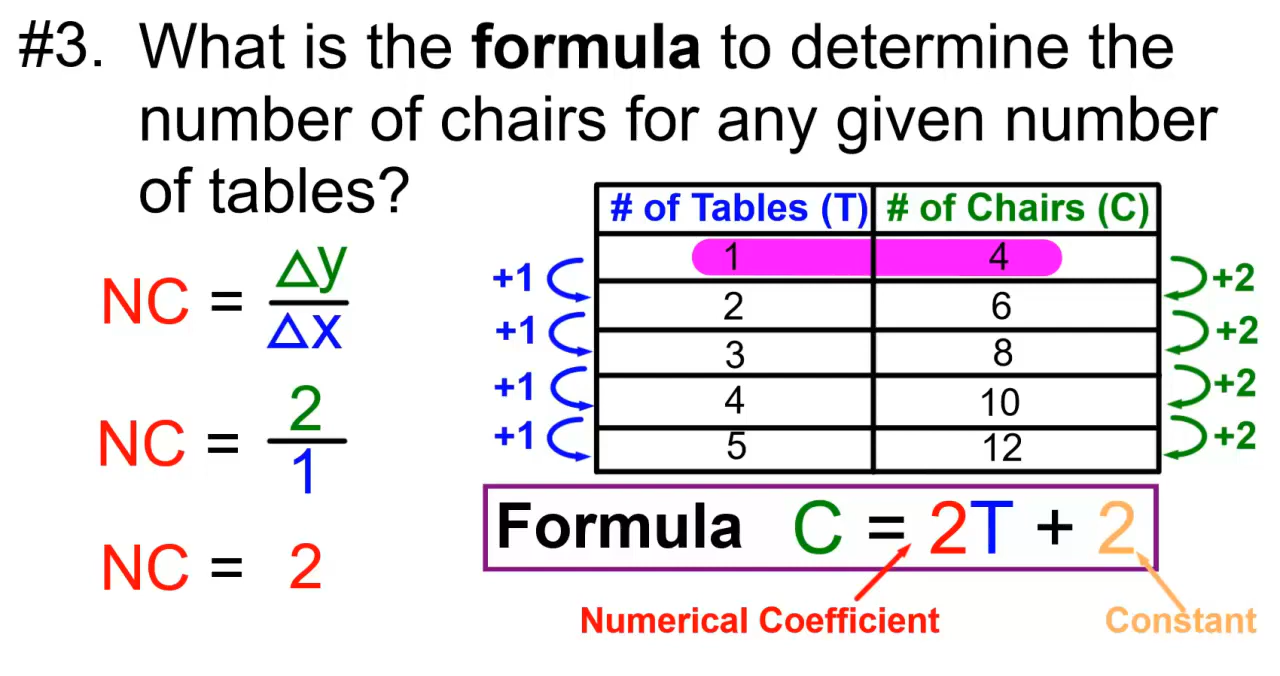 #3. What is the formula to determine the
number of chairs for any given number
of tables?
# of Tables (T) # of Chairs (C)
1 4
2 6
3 8
4 10
5 12
+1 +2
+1 +2
+1 +2
+1 +2
NC = Δy/Δx
NC = 2/1
NC = 2
Formula C = 2T + 2
Numerical Coefficient Constant